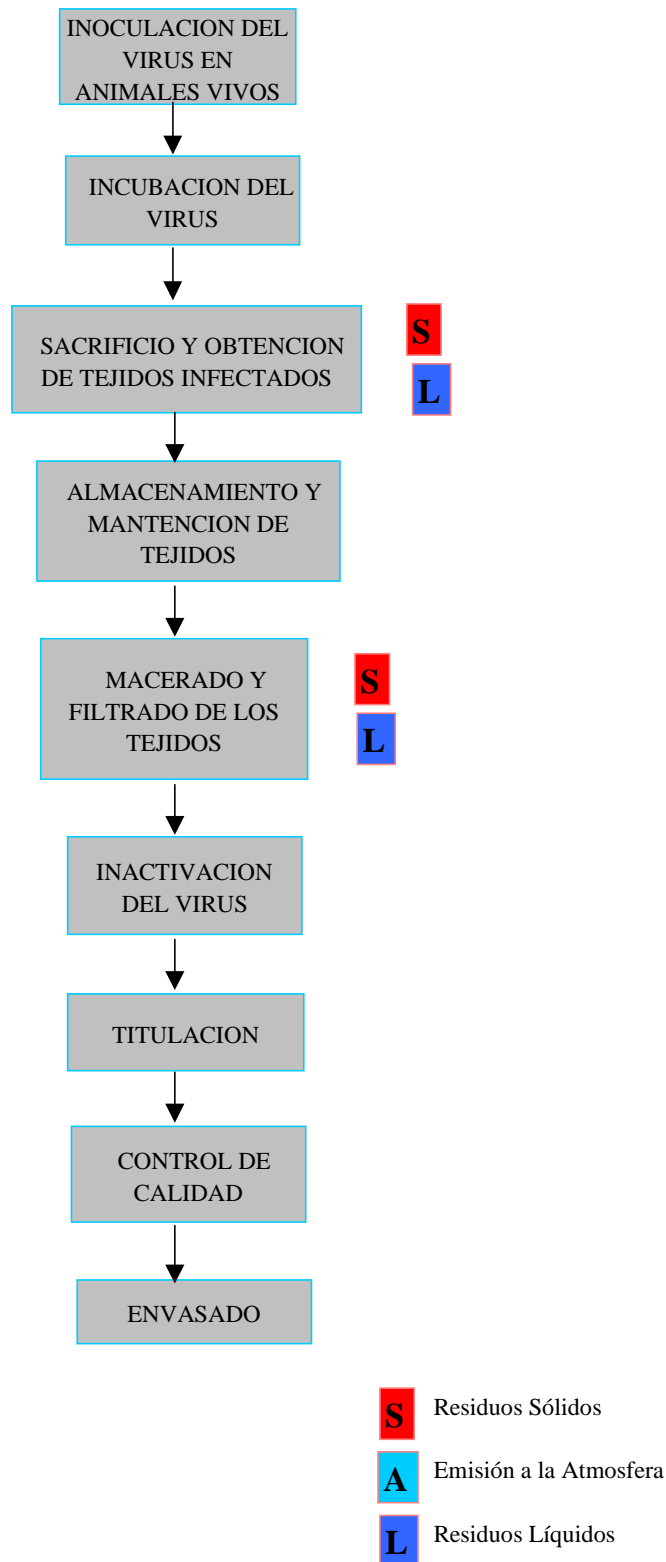 INOCULACION DEL
VIRUS EN
ANIMALES VIVOS
INCUBACION DEL
VIRUS
SACRIFICIO Y OBTENCION
DE TEJIDOS INFECTADOS
S
L
ALMACENAMIENTO Y
MANTENCION DE
TEJIDOS
MACERADO Y
FILTRADO DE LOS
TEJIDOS
S
L
INACTIVACION
DEL VIRUS
TITULACION
CONTROL DE
CALIDAD
ENVASADO
S Residuos Sólidos
A Emisión a la Atmosfera
L Residuos Líquidos